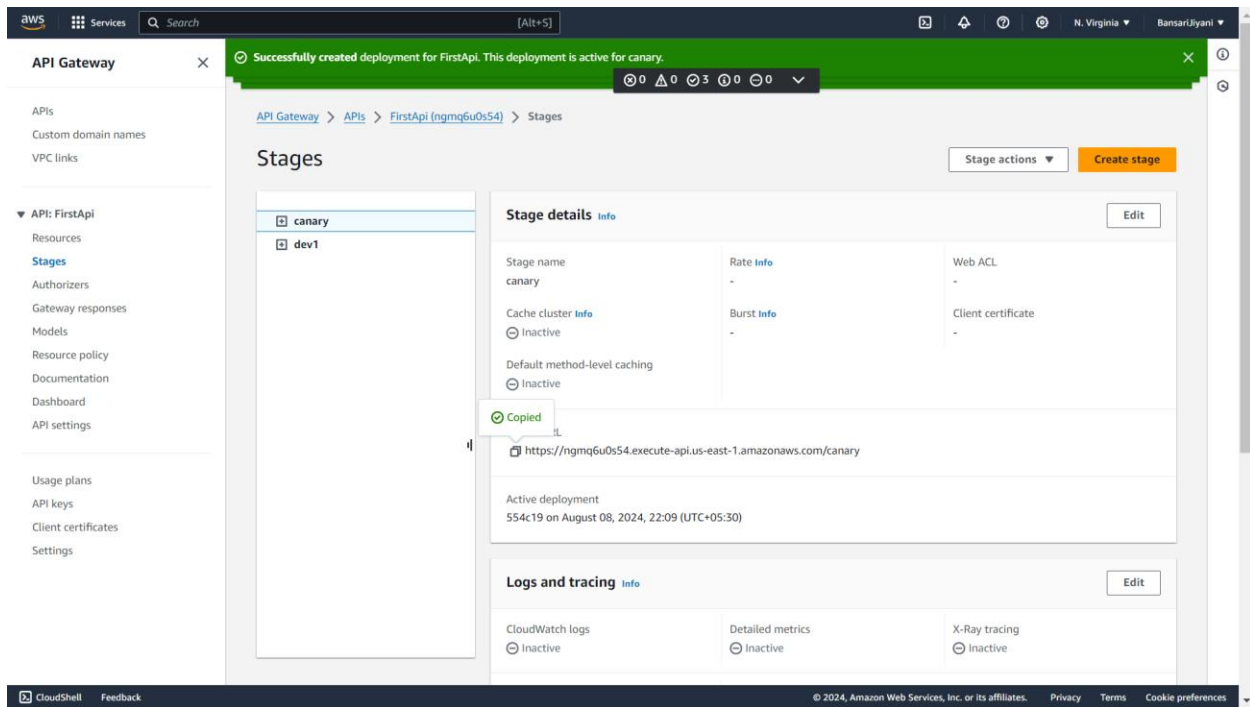 aws Services Search [Alt+S] N. Virginia ▼ BansariJiyani ▼
API Gateway
APIs
Custom domain names
VPC links
▼ API: FirstApi
Resources
Stages
Authorizers
Gateway responses
Models
Resource policy
Documentation
Dashboard
API settings
Usage plans
API keys
Client certificates
Settings
Successfully created deployment for FirstApi. This deployment is active for canary.
0 0 3 0 0
API Gateway > APIs > FirstApi (ngmq6u0s54) > Stages
Stages
Stage actions ▼
Create stage
canary
dev1
Stage details Info
Edit
Stage name
canary
Rate Info
-
Web ACL
-
Cache cluster Info
Inactive
Burst Info
-
Client certificate
-
Default method-level caching
Inactive
Copied
https://ngmq6u0s54.execute-api.us-east-1.amazonaws.com/canary
Active deployment
554c19 on August 08, 2024, 22:09 (UTC+05:30)
Logs and tracing Info
Edit
CloudWatch logs
Inactive
Detailed metrics
Inactive
X-Ray tracing
Inactive
CloudShell Feedback © 2024, Amazon Web Services, Inc. or its affiliates. Privacy Terms Cookie preferences